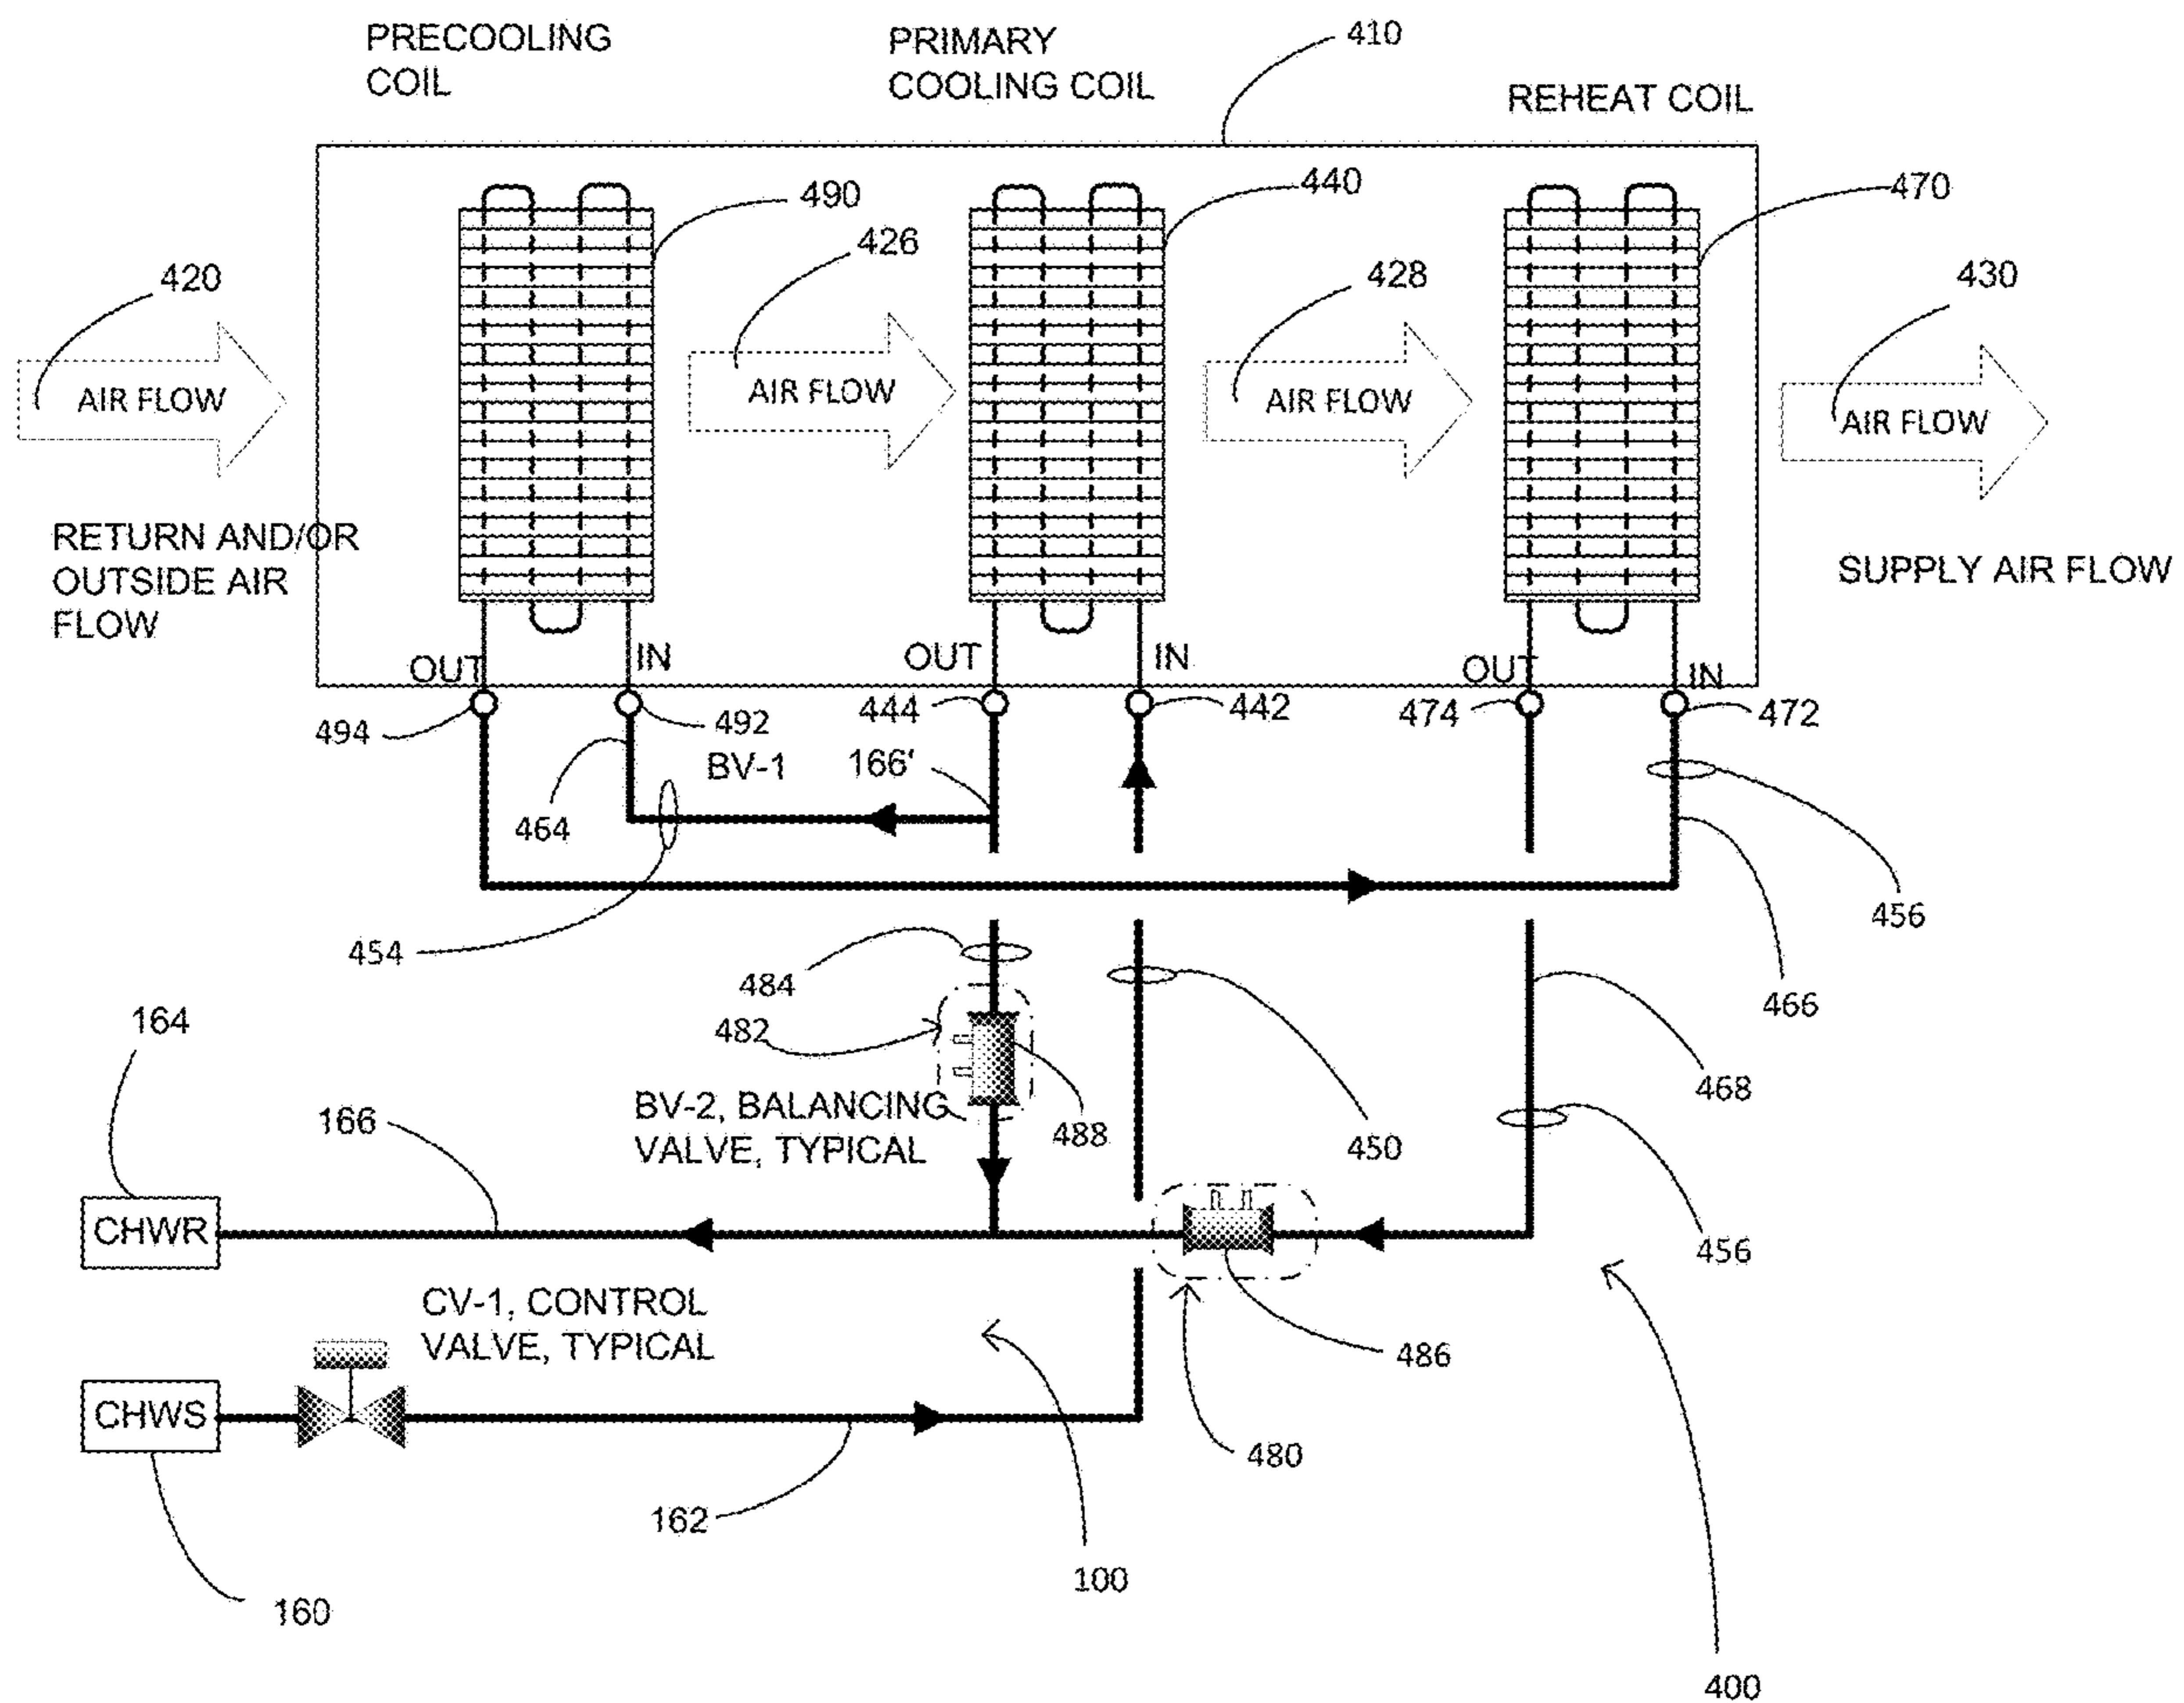 PRECOOLING
COIL
PRIMARY
COOLING COIL
410
REHEAT COIL
490
440
470
420
426
428
430
AIR FLOW
AIR FLOW
AIR FLOW
AIR FLOW
RETURN AND/OR
OUTSIDE AIR
FLOW
SUPPLY AIR FLOW
OUT
IN
OUT
IN
OUT
IN
494
492
444
442
474
472
BV-1
166'
464
456
454
484
466
482
164
468
BV-2, BALANCING
VALVE, TYPICAL
488
450
166
456
CHWR
CV-1, CONTROL
VALVE, TYPICAL
486
CHWS
480
162
100
160
400